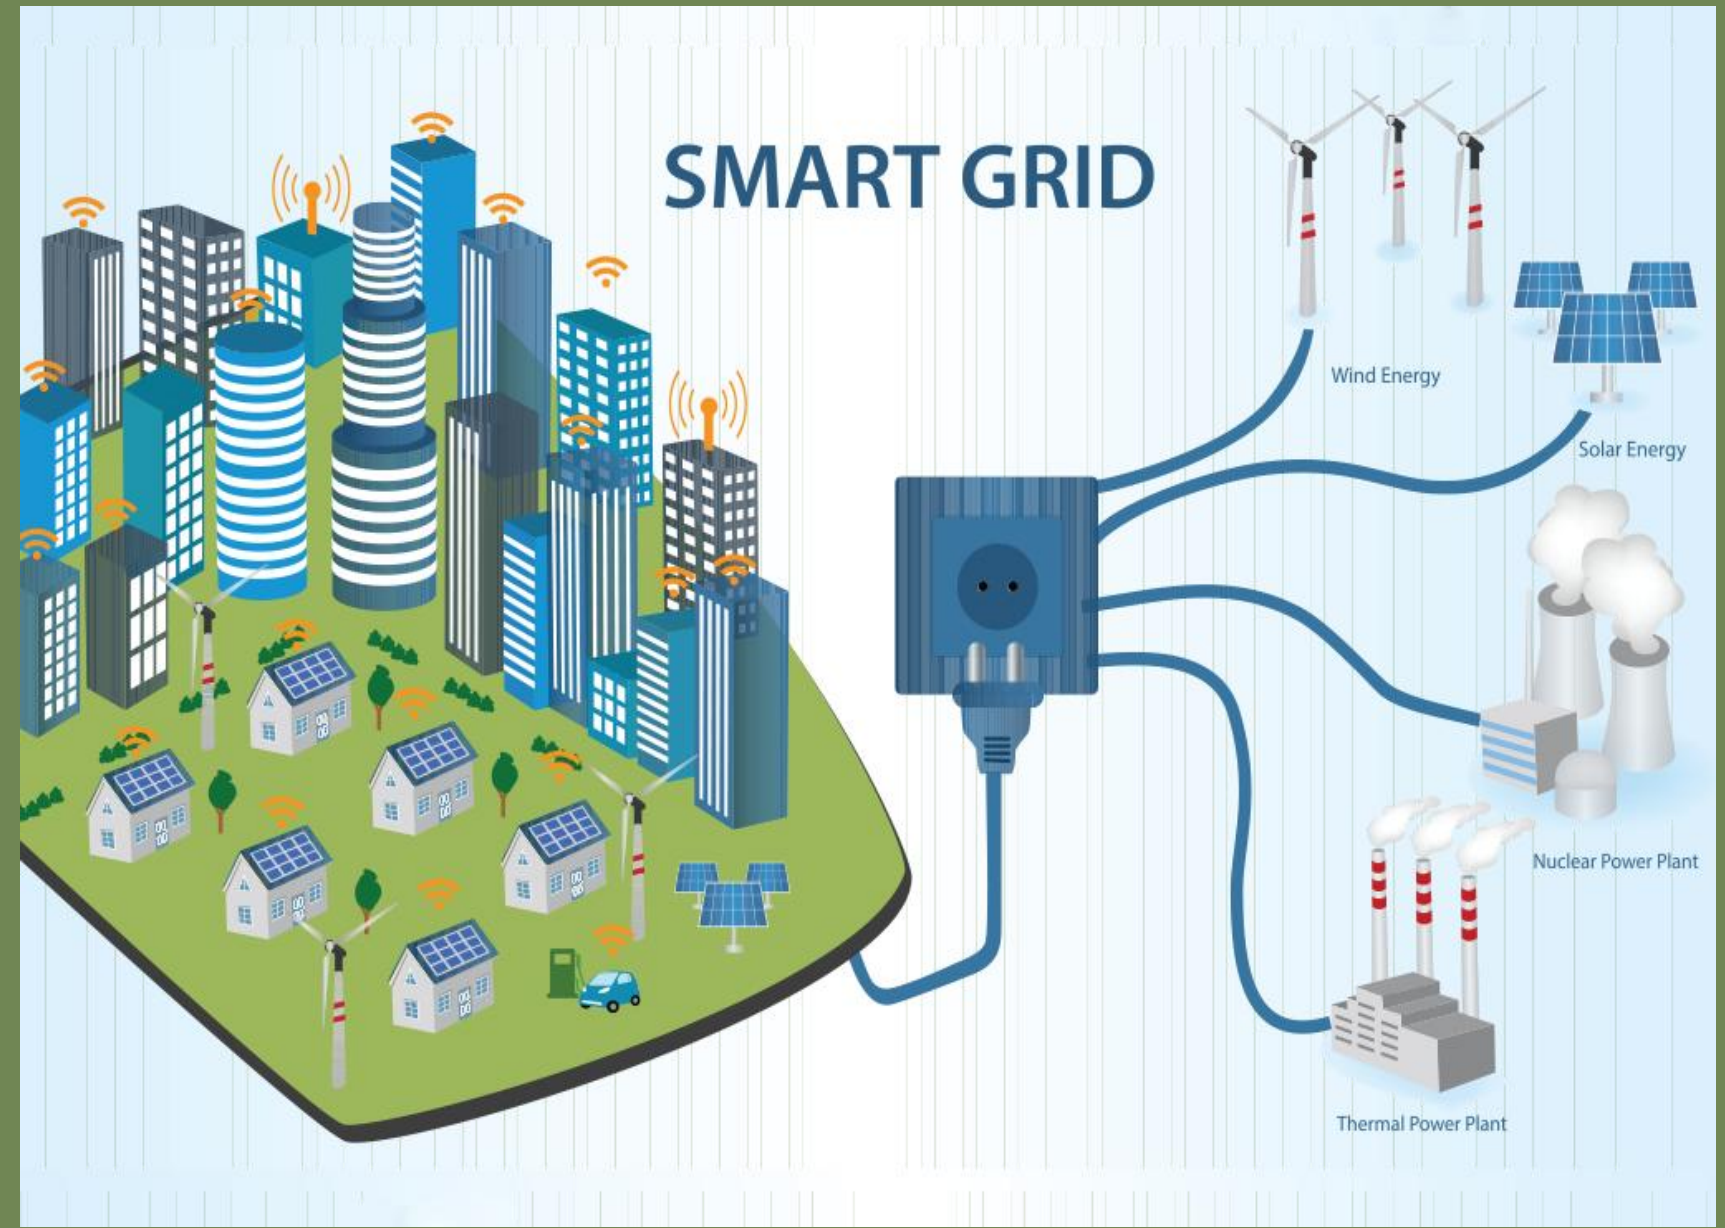 SMART GRID
Wind Energy
Solar Energy
Nuclear Power Plant
Thermal Power Plant